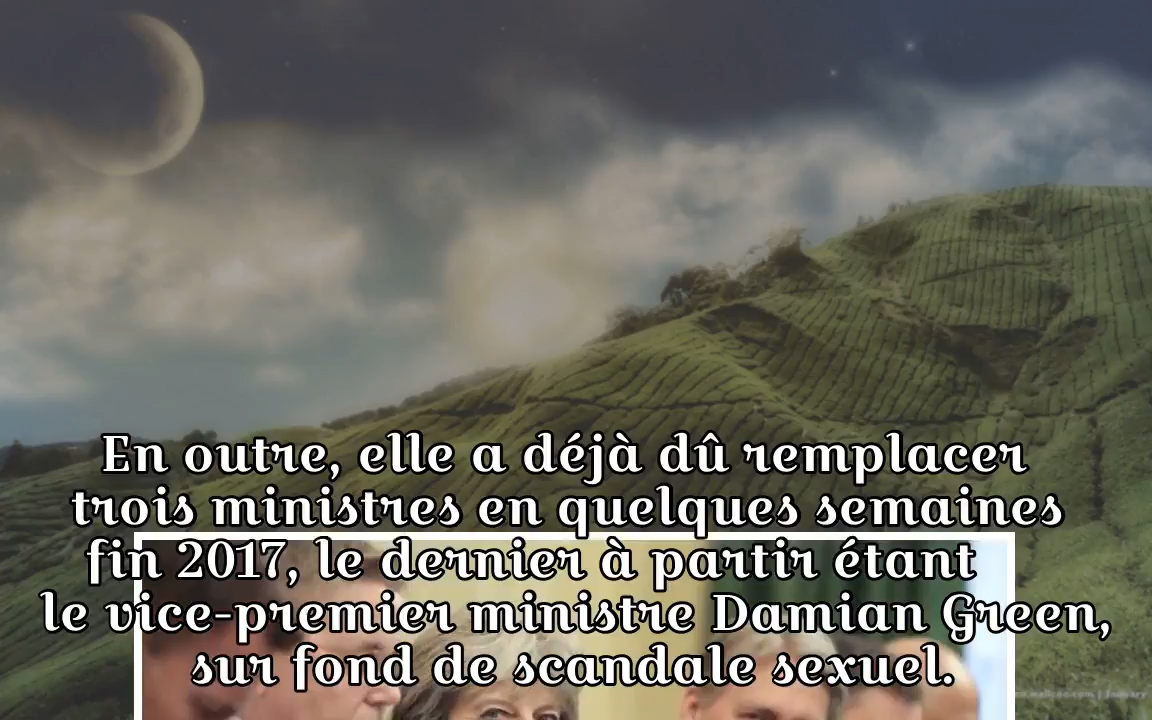 En outre, elle a déjà dû remplacer
trois ministres en quelques semaines
fin 2017, le dernier à partir étant
le vice-premier ministre Damian Green,
sur fond de scandale sexuel.
| January